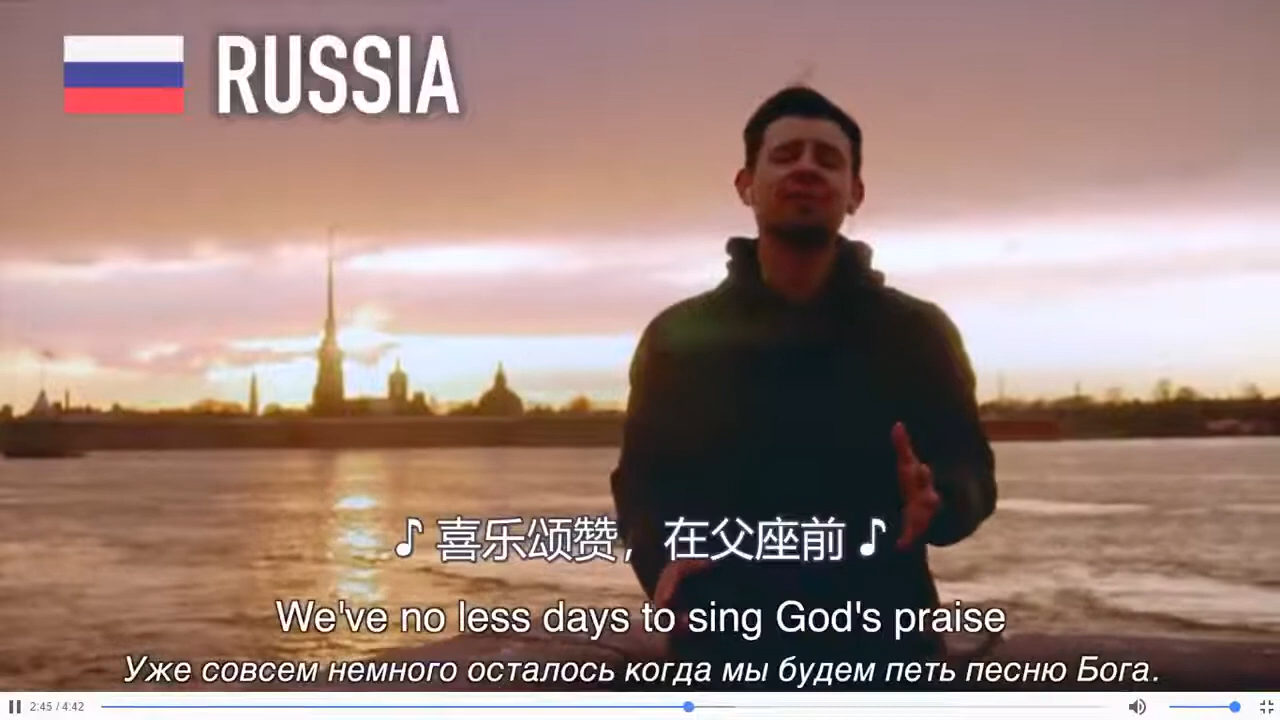 RUSSIA
♪ 喜乐颂赞，在父座前 ♪
We've no less days to sing God's praise
Уже совсем немного осталось когда мы будем петь песню Бога.
2:45 / 4:42